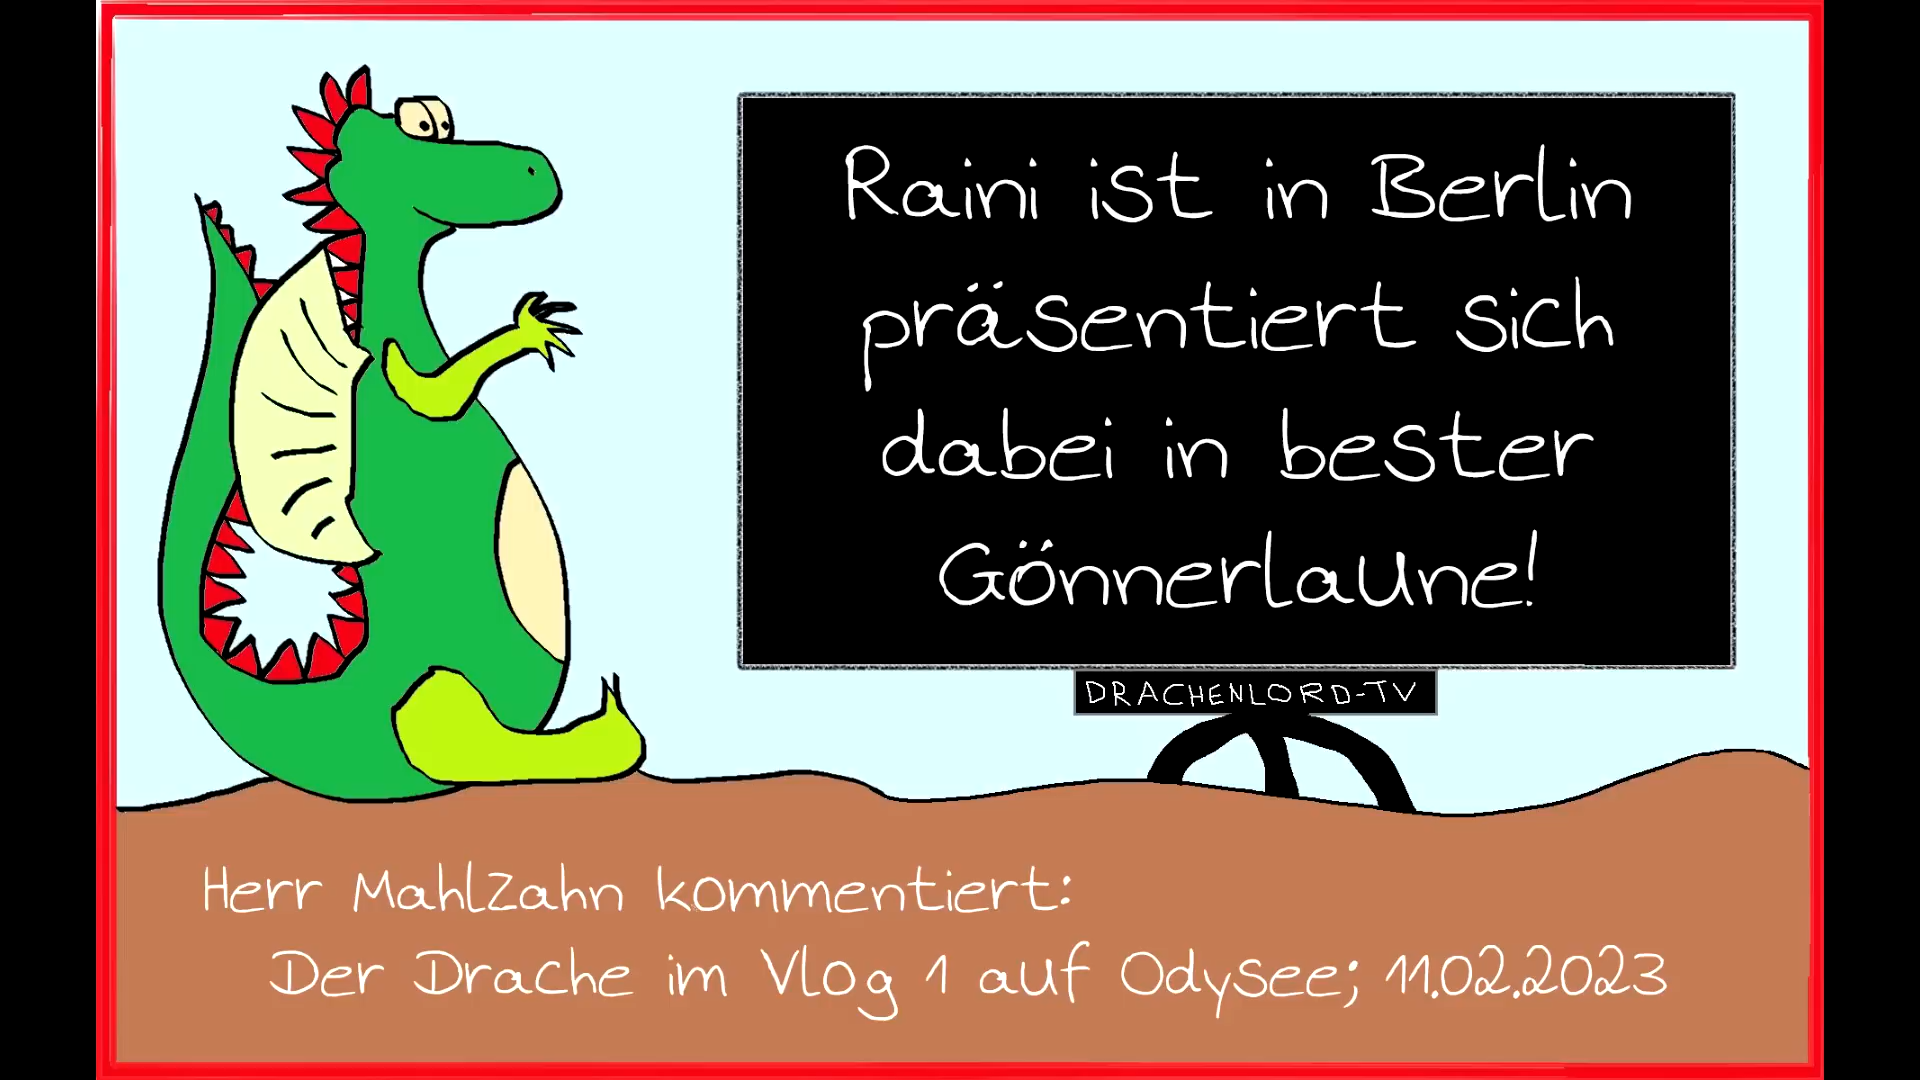 Raini ist in Berlin
präsentiert sich
dabei in bester
Gönnerlaune!
DRACHENLORD-TV
Herr Mahlzahn kommentiert:
Der Drache im Vlog 1 auf Odysee; 11.02.2023